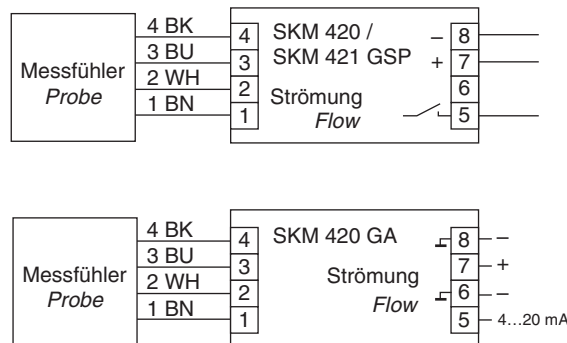 4 BK
3 BU
2 WH
1 BN
Messfühler
Probe
4
3
2
1
SKM 420 /
SKM 421 GSP
Strömung
Flow
– 8
+ 7
6
5
4 BK
3 BU
2 WH
1 BN
Messfühler
Probe
4
3
2
1
SKM 420 GA
Strömung
Flow
8 –
7 +
6 –
5 4...20 mA